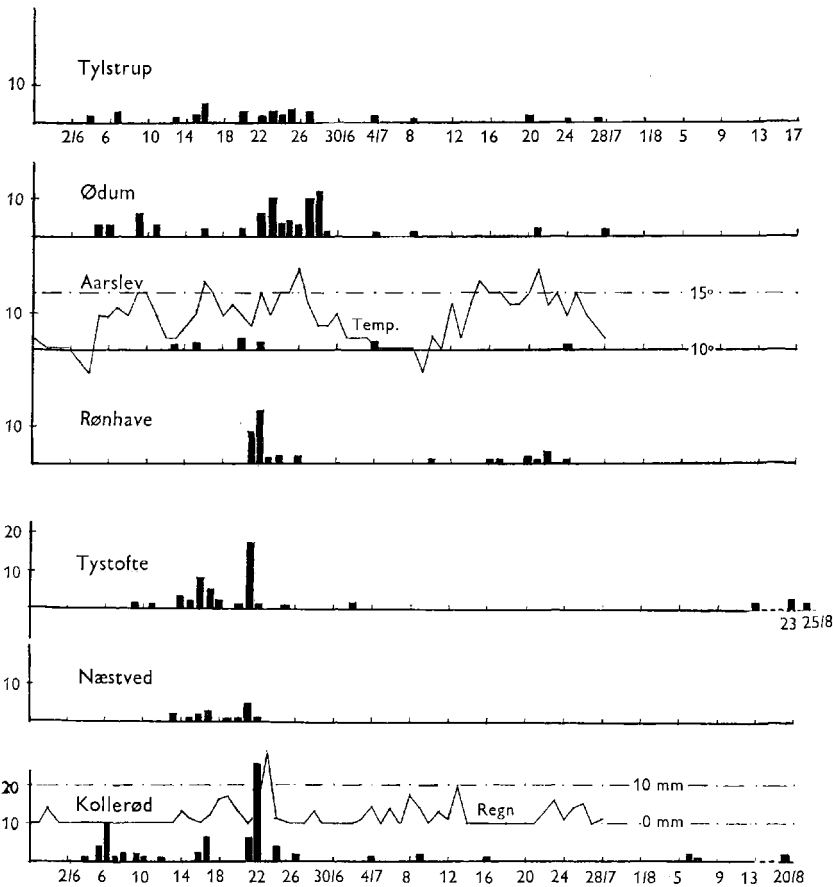 Tylstrup
10
2/6 6 10 14 18 22 26 30/6 4/7 8 12 16 20 24 28/7 1/8 5 9 13 17
Ødum
10
Aarslev
15°
10
Temp.
10°
Rønhave
10
20
Tystofte
10
23 25/8
Næstved
10
20
10 mm
Kollerød
Regn
10
0 mm
2/6 6 10 14 18 22 26 30/6 4/7 8 12 16 20 24 28/7 1/8 5 9 13 20/8